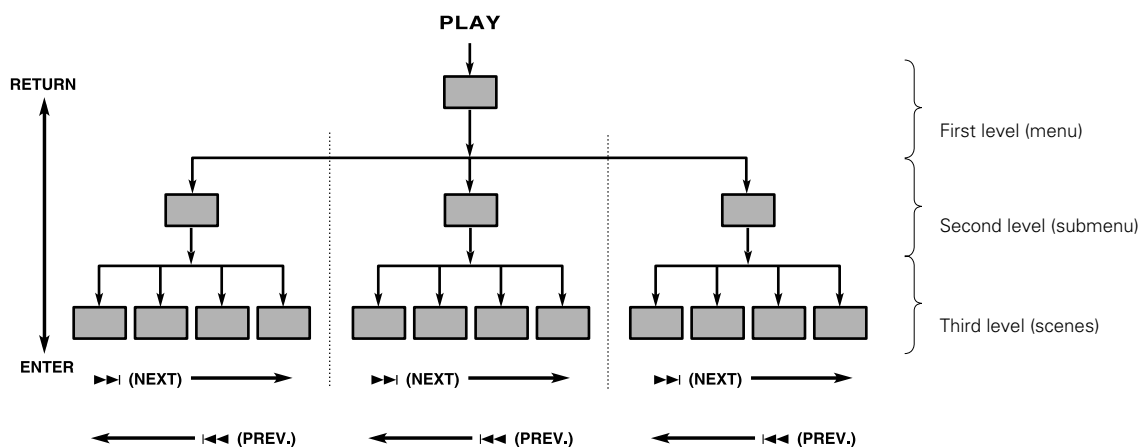 PLAY
RETURN
First level (menu)
Second level (submenu)
Third level (scenes)
ENTER
▶▶| (NEXT) ▶▶| (NEXT) ▶▶| (NEXT)
|◀◀ (PREV.) |◀◀ (PREV.) |◀◀ (PREV.)